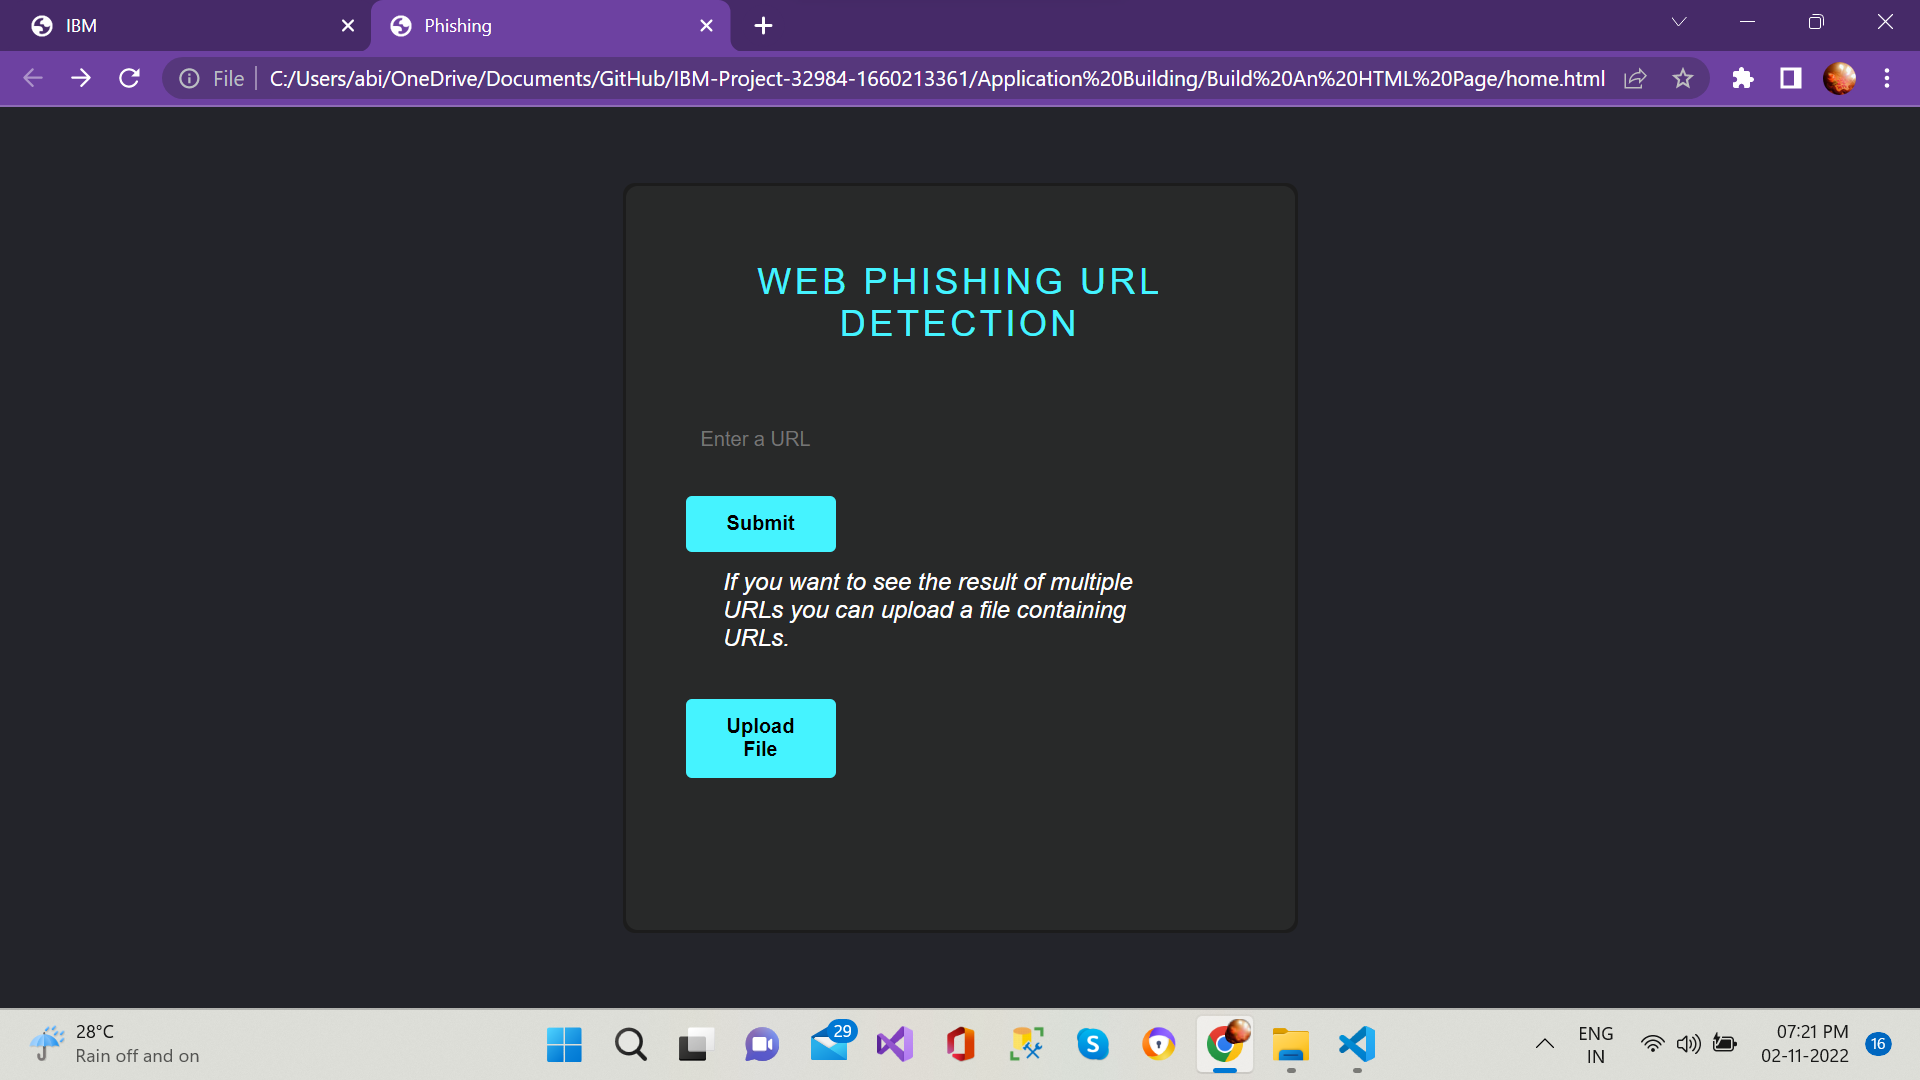 IBM
Phishing
File
C:/Users/abi/OneDrive/Documents/GitHub/IBM-Project-32984-1660213361/Application%20Building/Build%20An%20HTML%20Page/home.html
WEB PHISHING URL
DETECTION
Enter a URL
Submit
If you want to see the result of multiple
URLs you can upload a file containing
URLs.
Upload
File
28°C
Rain off and on
29
S
ENG
IN
07:21 PM
02-11-2022
16